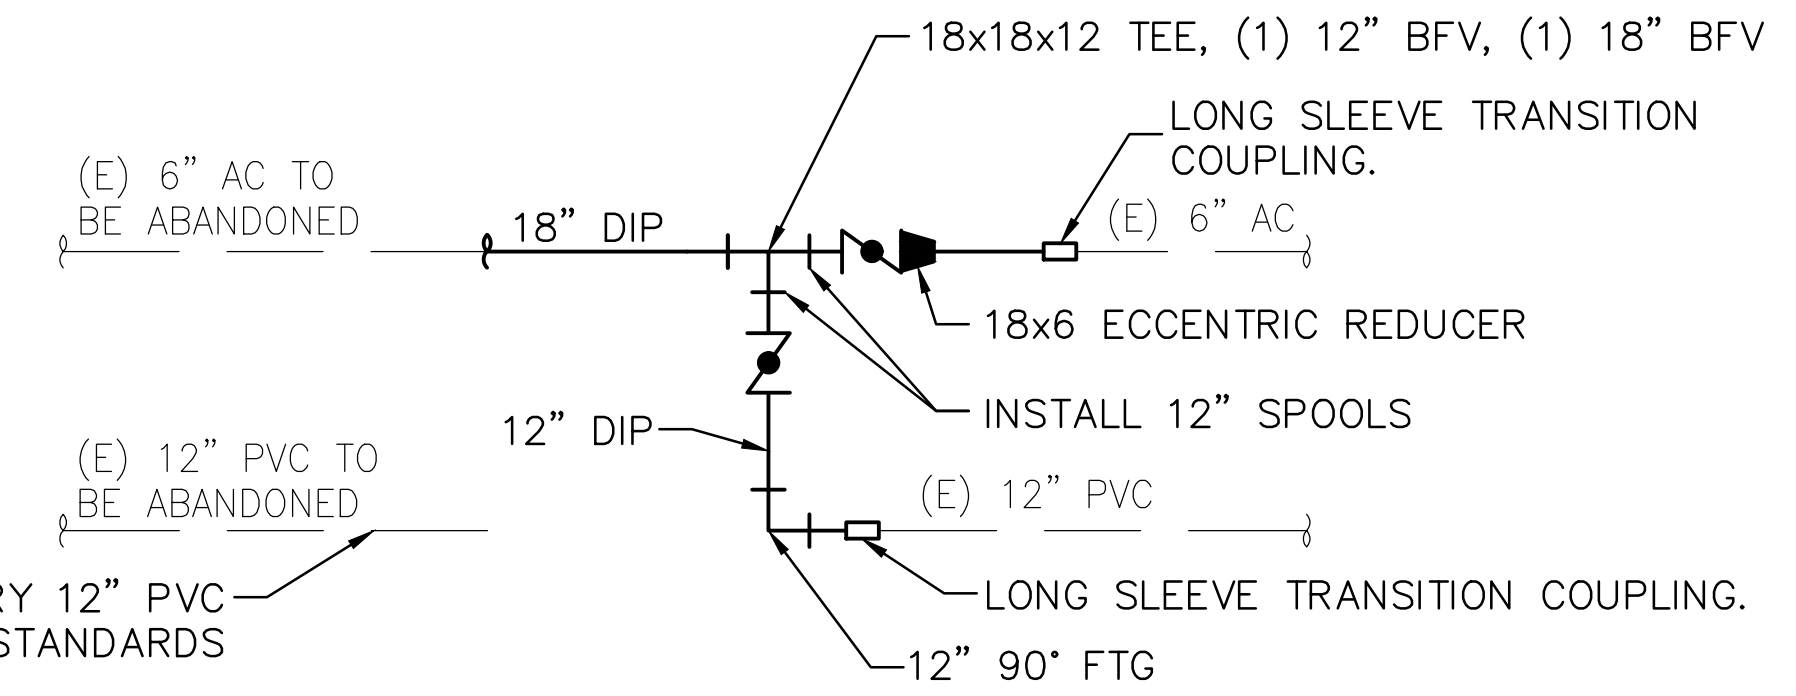 18x18x12 TEE, (1) 12” BFV, (1) 18” BFV
LONG SLEEVE TRANSITION
COUPLING.
(E) 6” AC TO
BE ABANDONED
18” DIP
(E) 6” AC
18x6 ECCENTRIC REDUCER
INSTALL 12” SPOOLS
12” DIP
(E) 12” PVC TO
BE ABANDONED
(E) 12” PVC
12” PVC
STANDARDS
LONG SLEEVE TRANSITION COUPLING.
12” 90° FTG